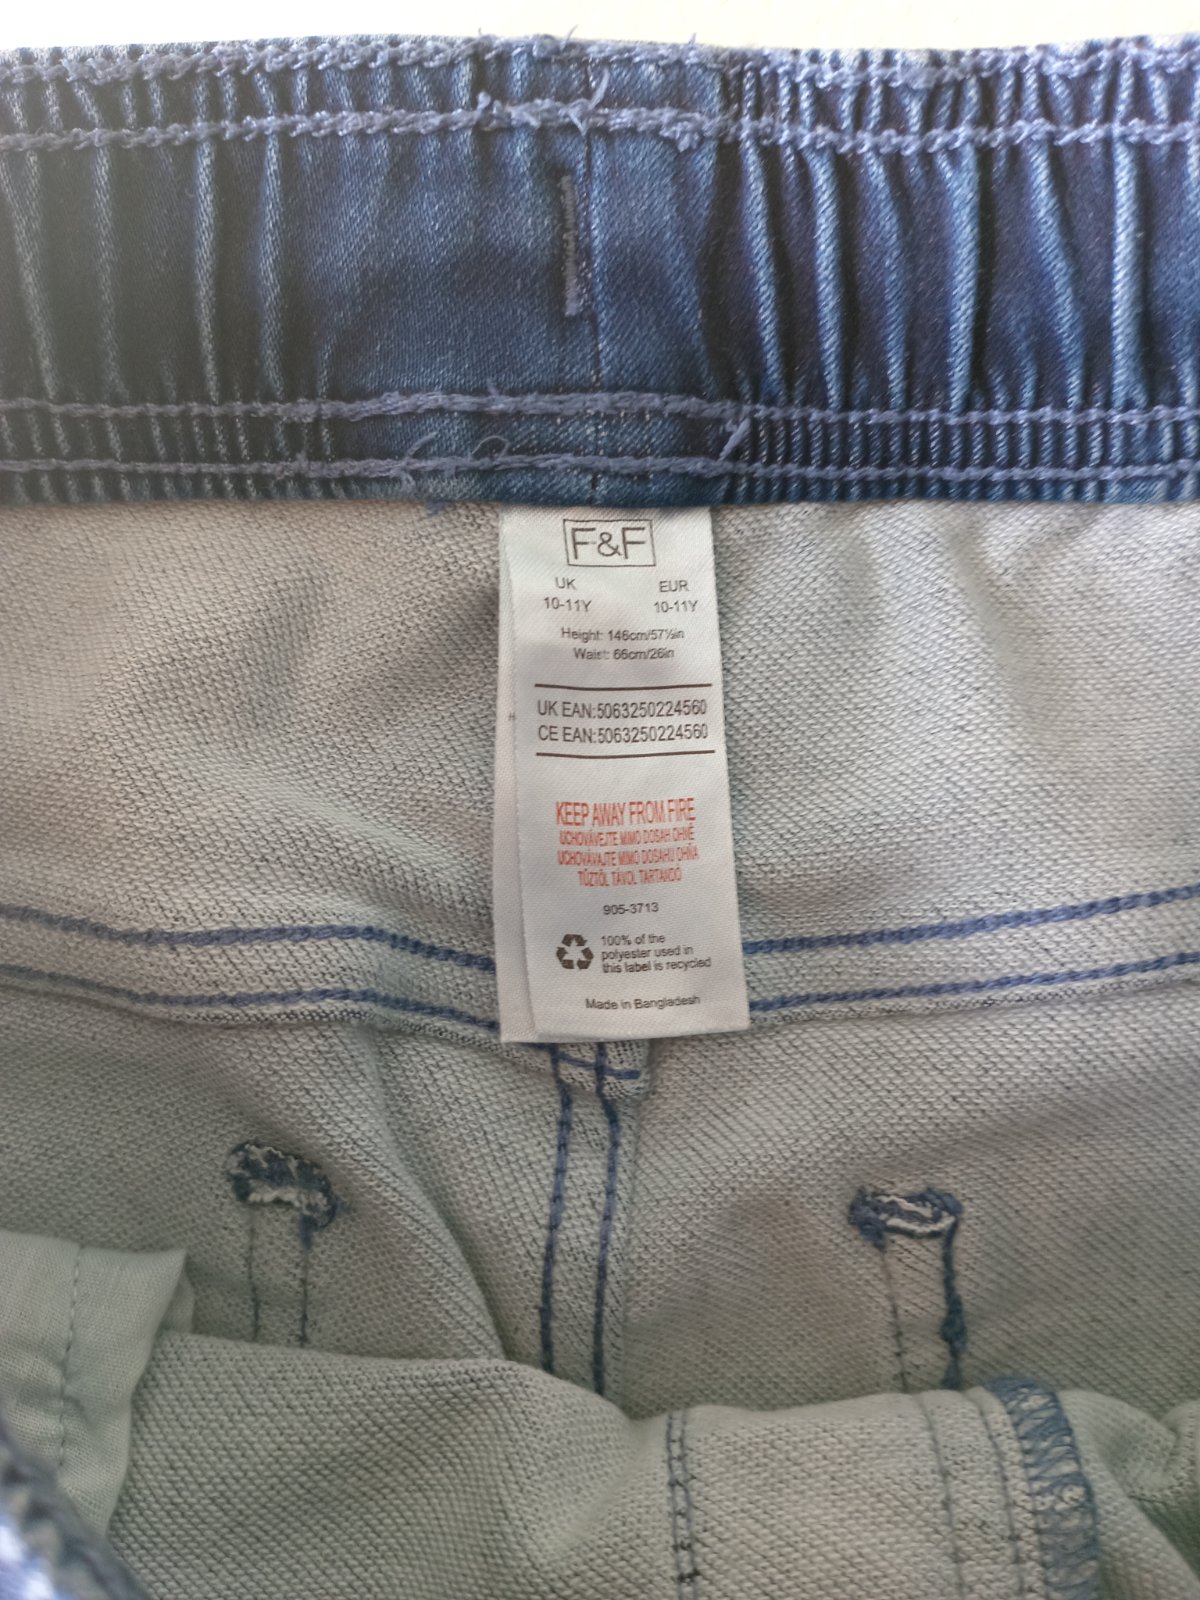 F&F
UK EUR
10-11Y 10-11Y
Height: 146cm/57½in
Waist: 66cm/26in
UK EAN:5063250224560
CE EAN:5063250224560
KEEP AWAY FROM FIRE
UCHOVÁVEJTE MIMO DOSAH OHNĚ
UCHOVÁVAJTE MIMO DOSAHU OHŇA
TŰZTŐL TÁVOL TARTANDÓ
905-3713
100% of the
polyester used in
this label is recycled
Made in Bangladesh